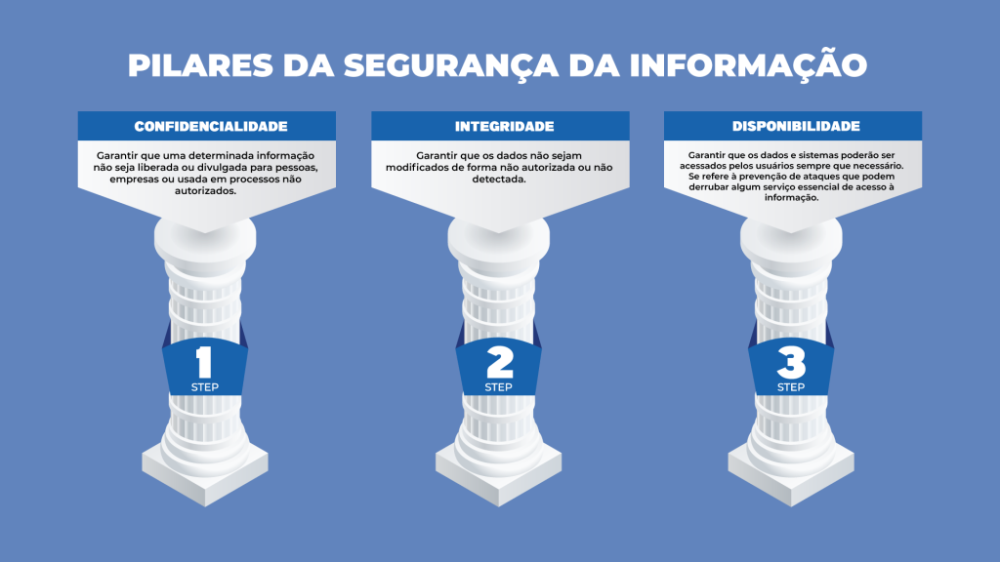 PILARES DA SEGURANÇA DA INFORMAÇÃO
CONFIDENCIALIDADE
Garantir que uma determinada informação
não seja liberada ou divulgada para pessoas,
empresas ou usada em processos não
autorizados.
1
STEP
INTEGRIDADE
Garantir que os dados não sejam
modificados de forma não autorizada ou não
detectada.
2
STEP
DISPONIBILIDADE
Garantir que os dados e sistemas poderão ser
acessados pelos usuários sempre que necessário.
Se refere à prevenção de ataques que podem
derrubar algum serviço essencial de acesso à
informação.
3
STEP